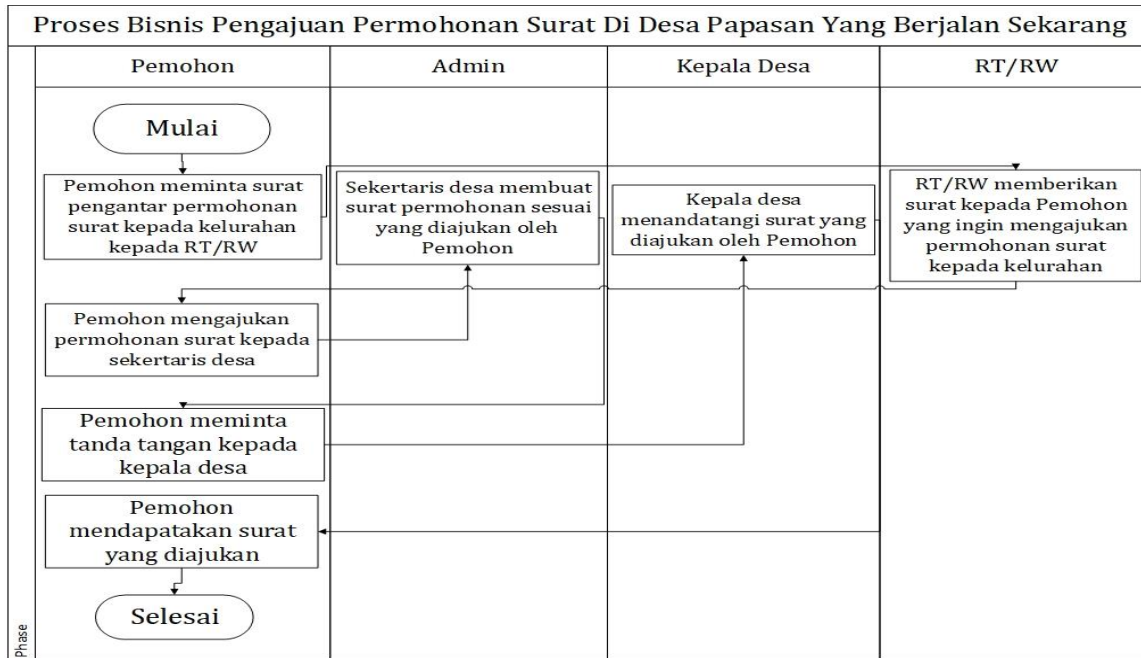 Proses Bisnis Pengajuan Permohonan Surat Di Desa Papasan Yang Berjalan Sekarang
Pemohon
Admin
Kepala Desa
RT/RW
Mulai
Pemohon meminta surat
pengantar permohonan
surat kepada kelurahan
kepada RT/RW
Sekertaris desa membuat
surat permohonan sesuai
yang diajukan oleh
Pemohon
Kepala desa
menandatangi surat yang
diajukan oleh Pemohon
RT/RW memberikan
surat kepada Pemohon
yang ingin mengajukan
permohonan surat
kepada kelurahan
Pemohon mengajukan
permohonan surat kepada
sekertaris desa
Pemohon meminta
tanda tangan kepada
kepala desa
Pemohon
mendapatakan surat
yang diajukan
Selesai
Phase